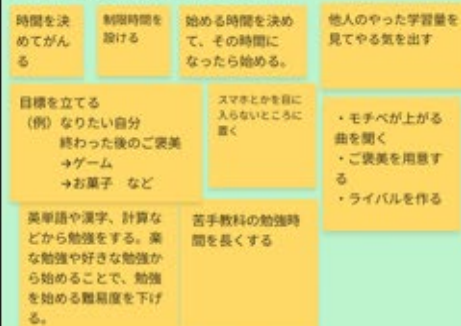 時間を決
めてがん
る
制限時間を
設ける
始める時間を決め
て、その時間に
なったら始める。
他人のやった学習量を
見てやる気を出す
目標を立てる
（例）なりたい自分
終わった後のご褒美
→ゲーム
→お菓子　など
スマホとかを目に
入らないところに
置く
・モチベが上がる
曲を聞く
・ご褒美を用意す
る
・ライバルを作る
英単語や漢字、計算な
どから勉強をする。楽
な勉強や好きな勉強か
ら始めることで、勉強
を始める難易度を下げ
る。
苦手教科の勉強時
間を長くする